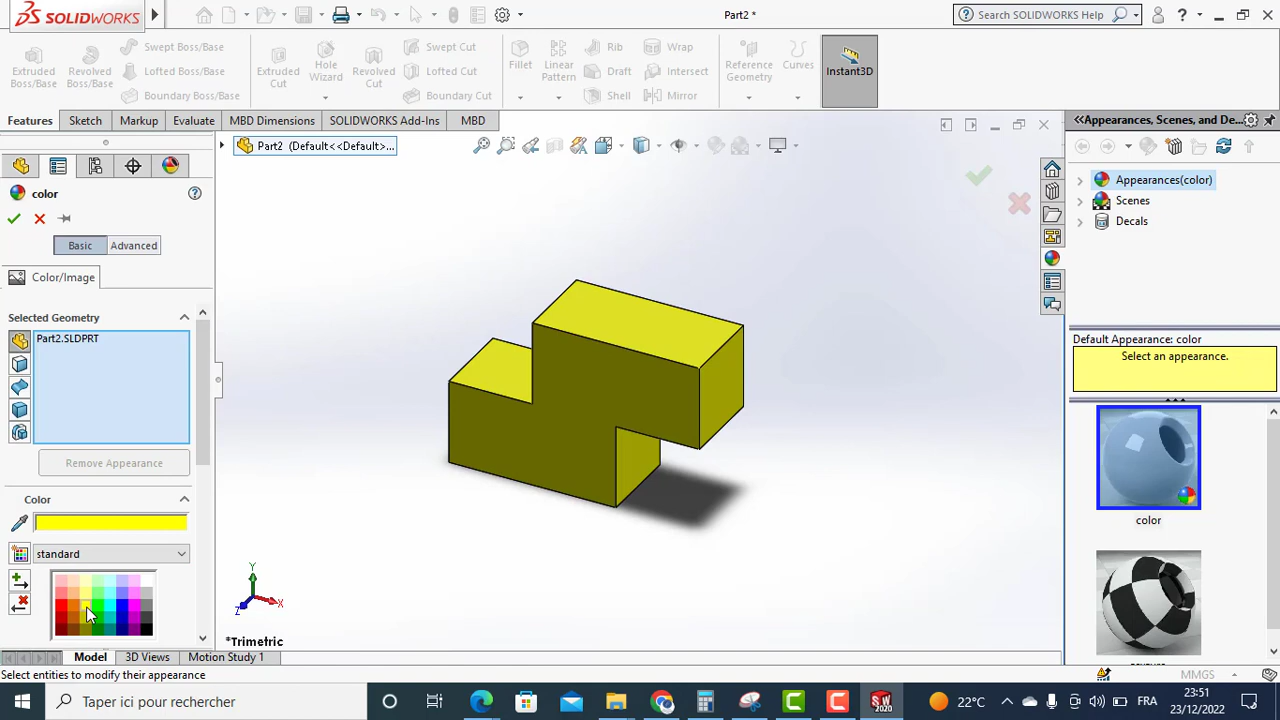 SOLIDWORKS
Part2 *
Search SOLIDWORKS Help
Extruded Boss/Base
Revolved Boss/Base
Swept Boss/Base
Lofted Boss/Base
Boundary Boss/Base
Extruded Cut
Hole Wizard
Revolved Cut
Swept Cut
Lofted Cut
Boundary Cut
Fillet
Linear Pattern
Rib
Draft
Shell
Wrap
Intersect
Mirror
Reference Geometry
Curves
Instant3D
Features
Sketch
Markup
Evaluate
MBD Dimensions
SOLIDWORKS Add-Ins
MBD
Part2 (Default<<Default>...
color
Basic
Advanced
Color/Image
Selected Geometry
Part2.SLDPRT
Remove Appearance
Color
standard
Y
X
Z
*Trimetric
<<Appearances, Scenes, and De...
Appearances(color)
Scenes
Decals
Default Appearance: color
Select an appearance.
color
Model
3D Views
Motion Study 1
Select entities to modify their appearance
MMGS
Taper ici pour rechercher
SW
2020
22°C
FRA
23:51
23/12/2022